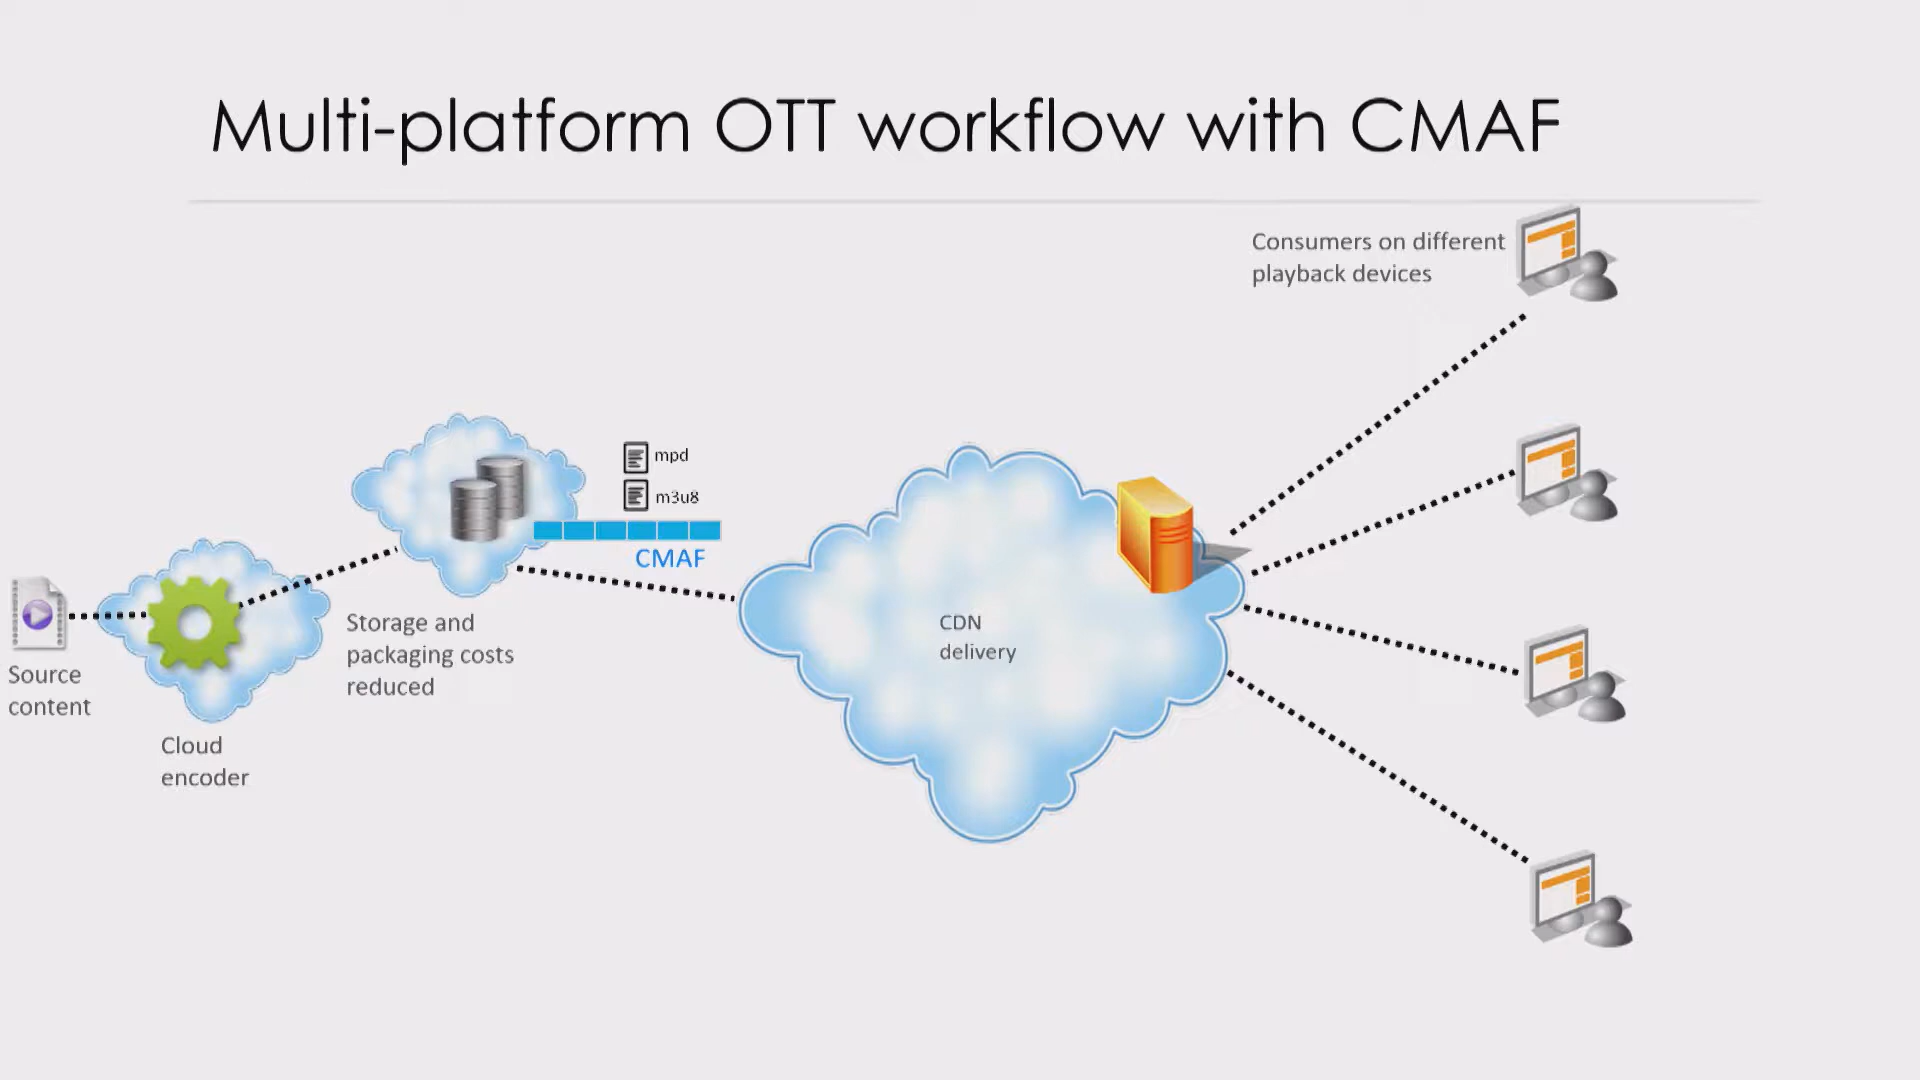 Multi-platform OTT workflow with CMAF
Consumers on different
playback devices
mpd
m3u8
CMAF
Storage and
packaging costs
reduced
CDN
delivery
Source
content
Cloud
encoder